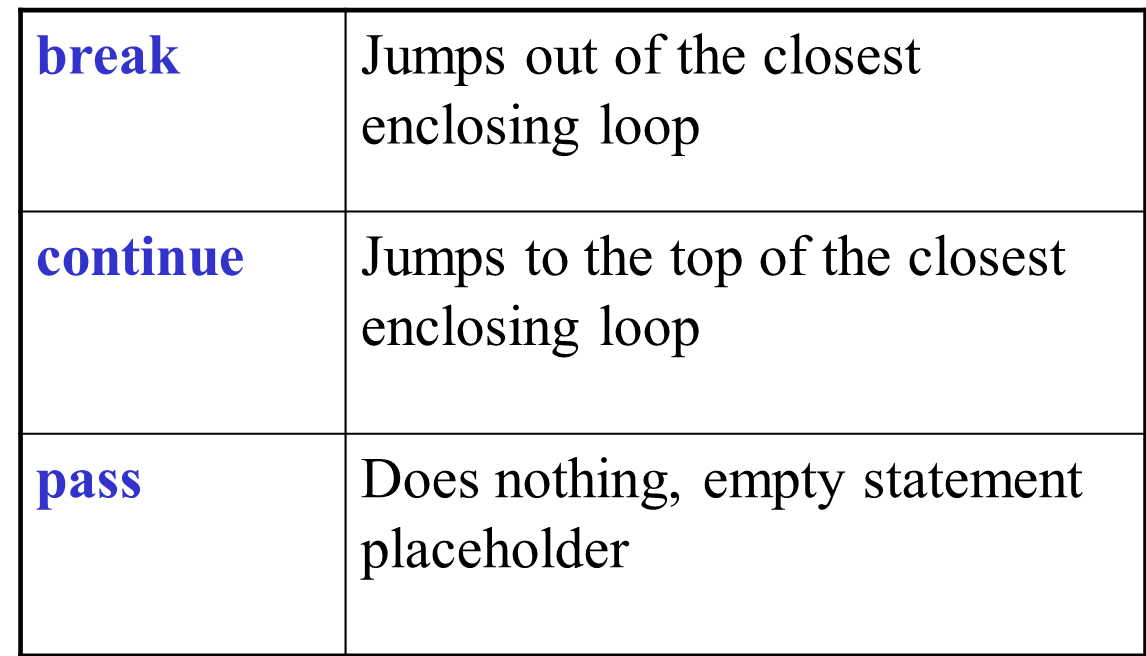 break
Jumps out of the closest
enclosing loop
continue
Jumps to the top of the closest
enclosing loop
pass
Does nothing, empty statement
placeholder